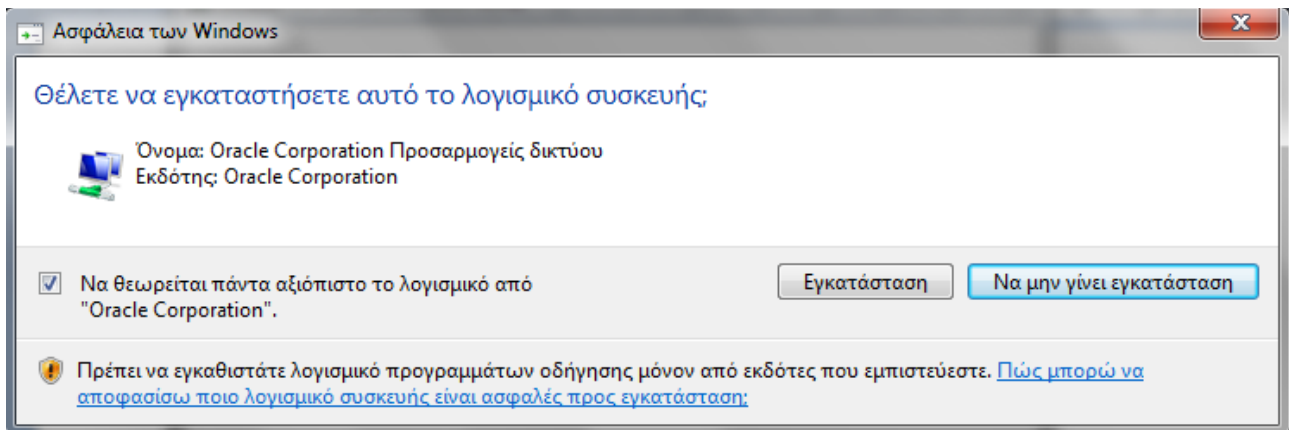 Ασφάλεια των Windows
Θέλετε να εγκαταστήσετε αυτό το λογισμικό συσκευής;
Όνομα: Oracle Corporation Προσαρμογείς δικτύου
Εκδότης: Oracle Corporation
Να θεωρείται πάντα αξιόπιστο το λογισμικό από
"Oracle Corporation".
Εγκατάσταση
Να μην γίνει εγκατάσταση
Πρέπει να εγκαθιστάτε λογισμικό προγραμμάτων οδήγησης μόνον από εκδότες που εμπιστεύεστε. Πώς μπορώ να
αποφασίσω ποιο λογισμικό συσκευής είναι ασφαλές προς εγκατάσταση;